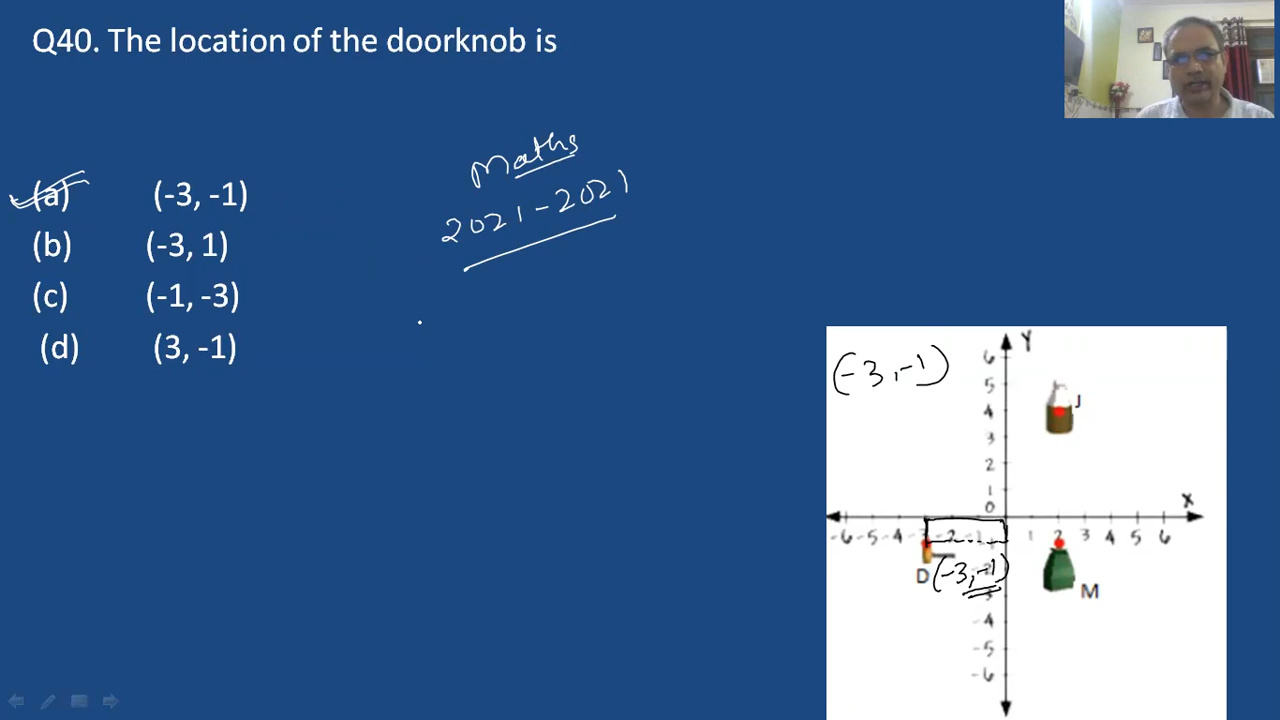 Q40. The location of the doorknob is
Maths
2021-2021
(a) (-3, -1)
(b) (-3, 1)
(c) (-1, -3)
(d) (3, -1)
(-3,-1)
Y
6
5
J
4
3
2
1
0
X
-6 -5 -4 -3 -2 -1 1 2 3 4 5 6
D (-3,-1)
M
-4
-5
-6